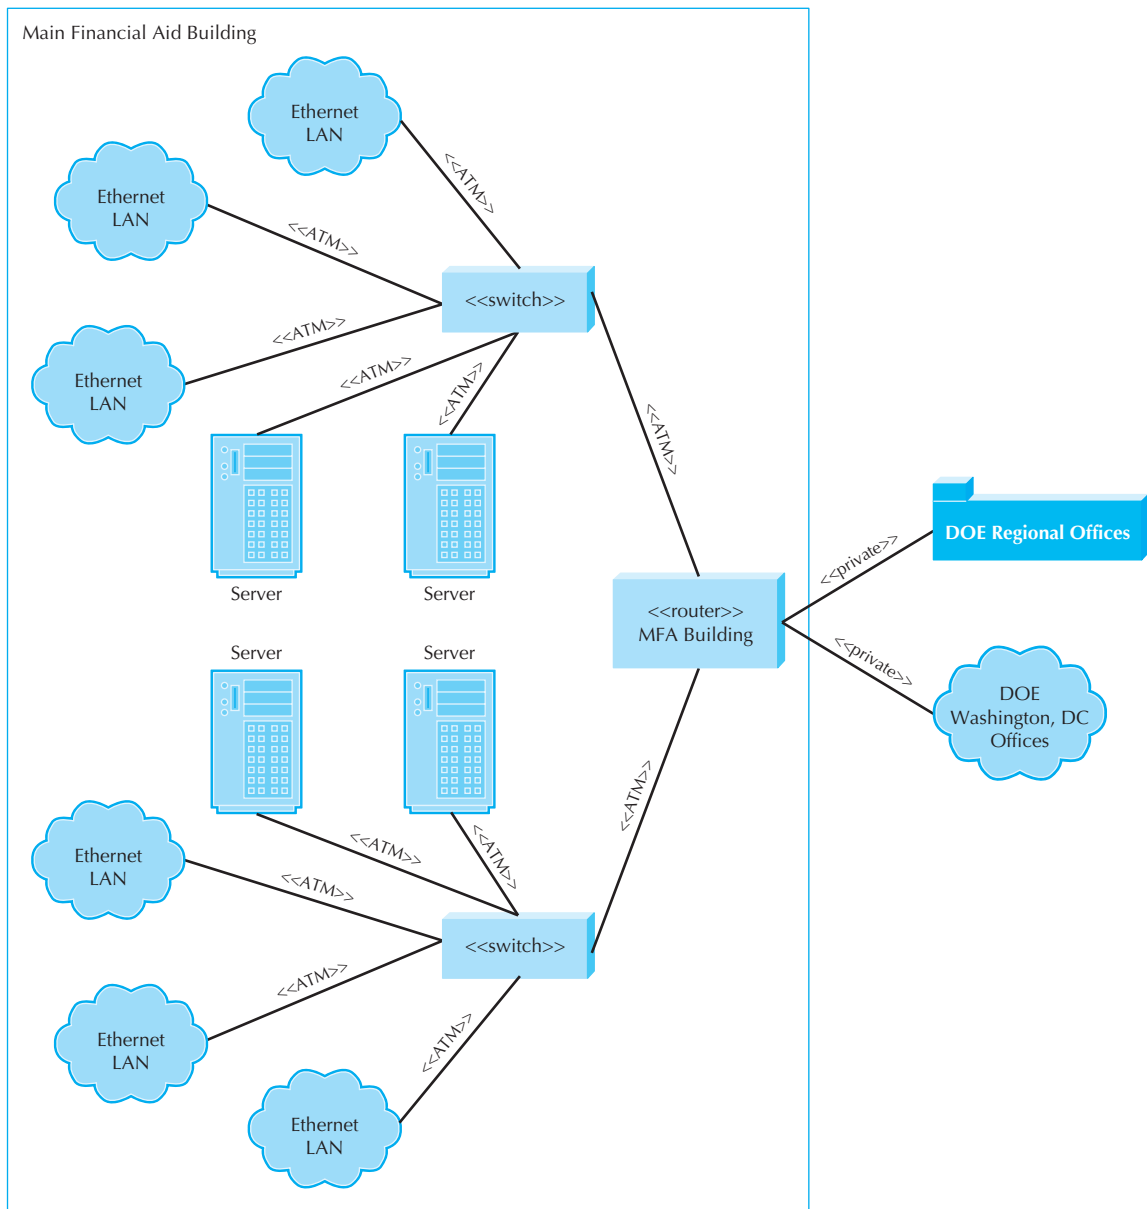 Main Financial Aid Building
Ethernet
LAN
<<ATM>>
Ethernet
LAN
<<ATM>>
<<switch>>
<<ATM>>
Ethernet
LAN
<<ATM>>
<<ATM>>
<<ATM>>
Server
Server
DOE Regional Offices
<<private>>
<<router>>
MFA Building
<<private>>
DOE
Washington, DC
Offices
Server
Server
<<ATM>>
<<ATM>>
<<ATM>>
Ethernet
LAN
<<ATM>>
<<switch>>
<<ATM>>
Ethernet
LAN
<<ATM>>
Ethernet
LAN